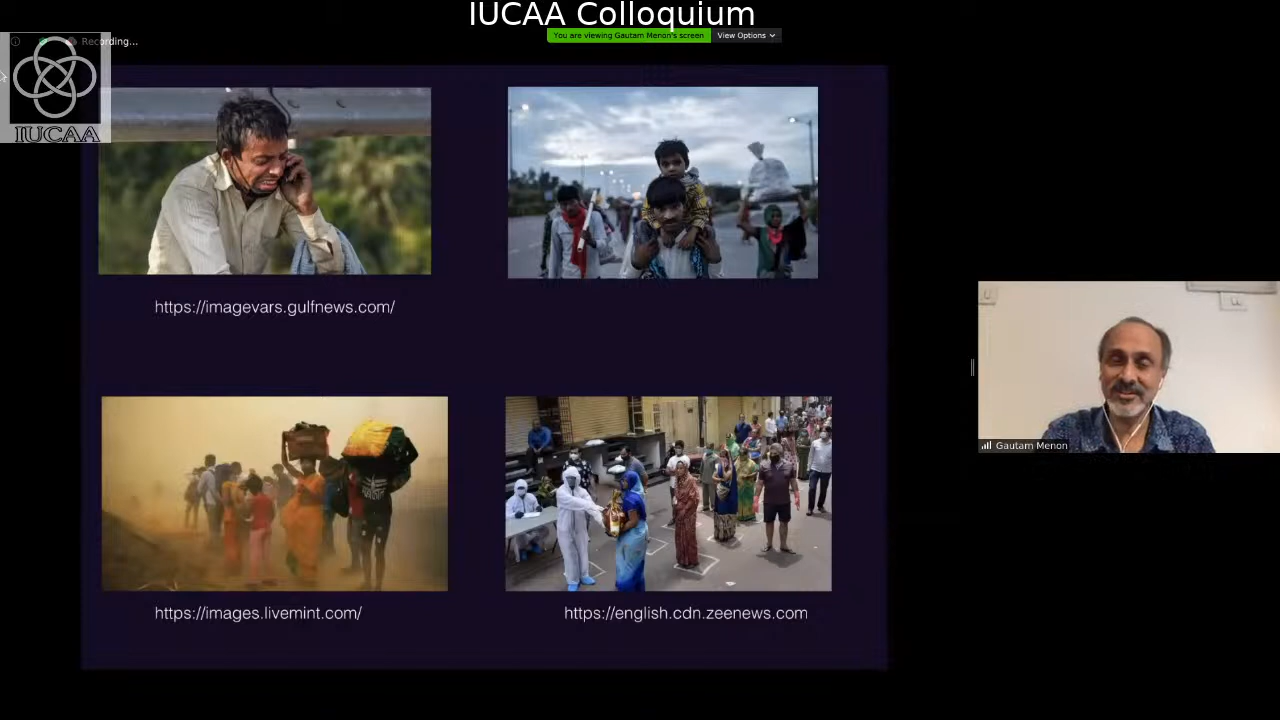 IUCAA Colloquium
You are viewing Gautam Menon's screen
View Options
Recording...
IUCAA
https://imagevars.gulfnews.com/
Gautam Menon
https://images.livemint.com/
https://english.cdn.zeenews.com